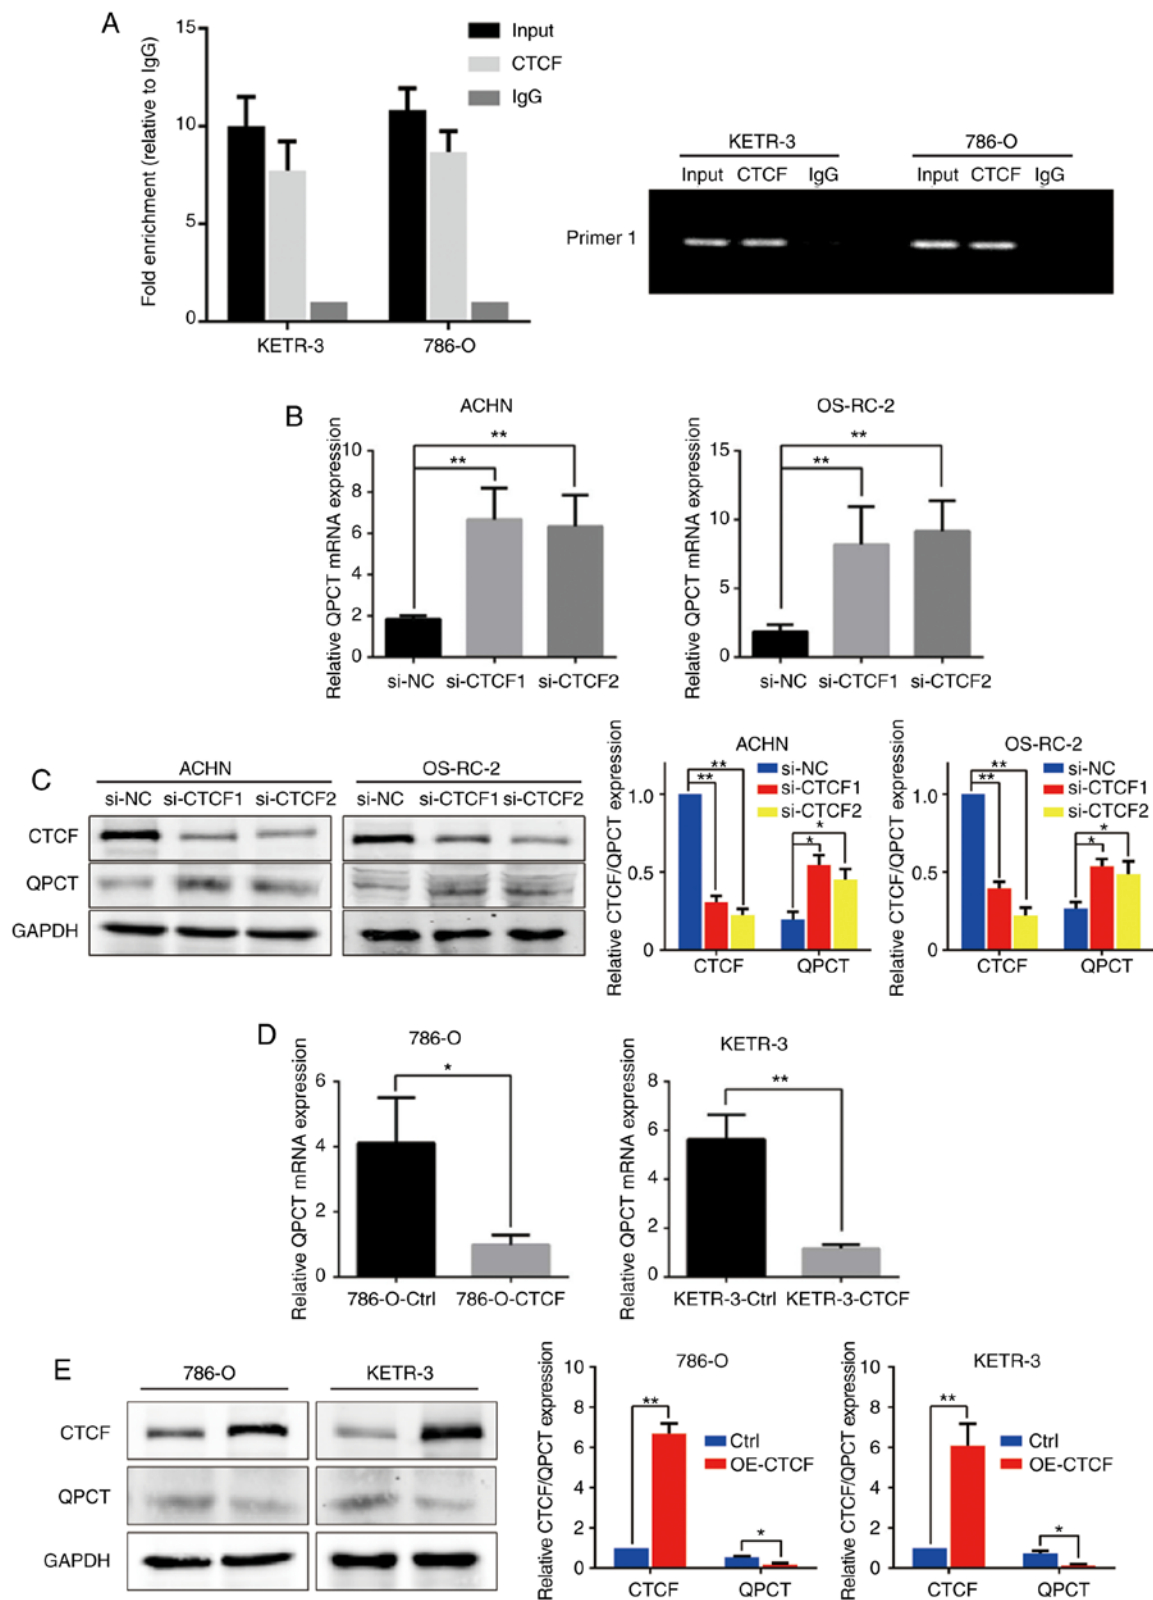 A
Fold enrichment (relative to IgG)
15
10
5
0
Input
CTCF
IgG
KETR-3
786-O
KETR-3
786-O
Input CTCF IgG
Input CTCF IgG
Primer 1
B
ACHN
Relative QPCT mRNA expression
10
8
6
4
2
0
**
**
si-NC si-CTCF1 si-CTCF2
OS-RC-2
Relative QPCT mRNA expression
15
10
5
0
**
**
si-NC si-CTCF1 si-CTCF2
C
ACHN
OS-RC-2
si-NC si-CTCF1 si-CTCF2
si-NC si-CTCF1 si-CTCF2
CTCF
QPCT
GAPDH
ACHN
Relative CTCF/QPCT expression
1.0
0.5
0
**
**
*
*
si-NC
si-CTCF1
si-CTCF2
CTCF
QPCT
OS-RC-2
Relative CTCF/QPCT expression
1.0
0.5
0
**
**
*
*
si-NC
si-CTCF1
si-CTCF2
CTCF
QPCT
D
786-O
Relative QPCT mRNA expression
6
4
2
0
*
786-O-Ctrl 786-O-CTCF
KETR-3
Relative QPCT mRNA expression
8
6
4
2
0
**
KETR-3-Ctrl KETR-3-CTCF
E
786-O
KETR-3
CTCF
QPCT
GAPDH
786-O
Relative CTCF/QPCT expression
10
8
6
4
2
0
**
*
Ctrl
OE-CTCF
CTCF
QPCT
KETR-3
Relative CTCF/QPCT expression
10
8
6
4
2
0
**
*
Ctrl
OE-CTCF
CTCF
QPCT